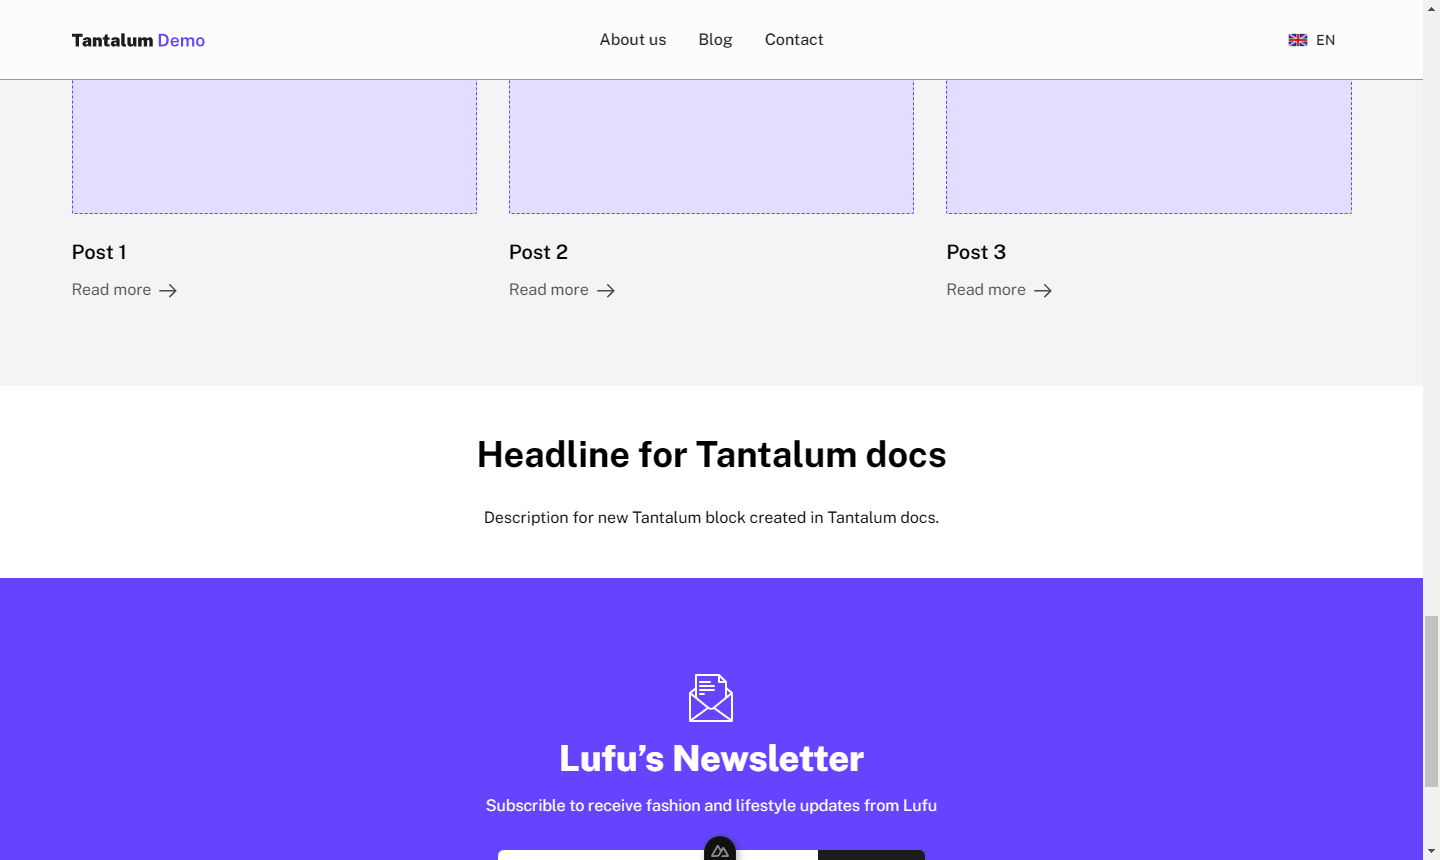 Tantalum Demo
About us
Blog
Contact
EN
Post 1
Read more
Post 2
Read more
Post 3
Read more
Headline for Tantalum docs
Description for new Tantalum block created in Tantalum docs.
Lufu’s Newsletter
Subscrible to receive fashion and lifestyle updates from Lufu